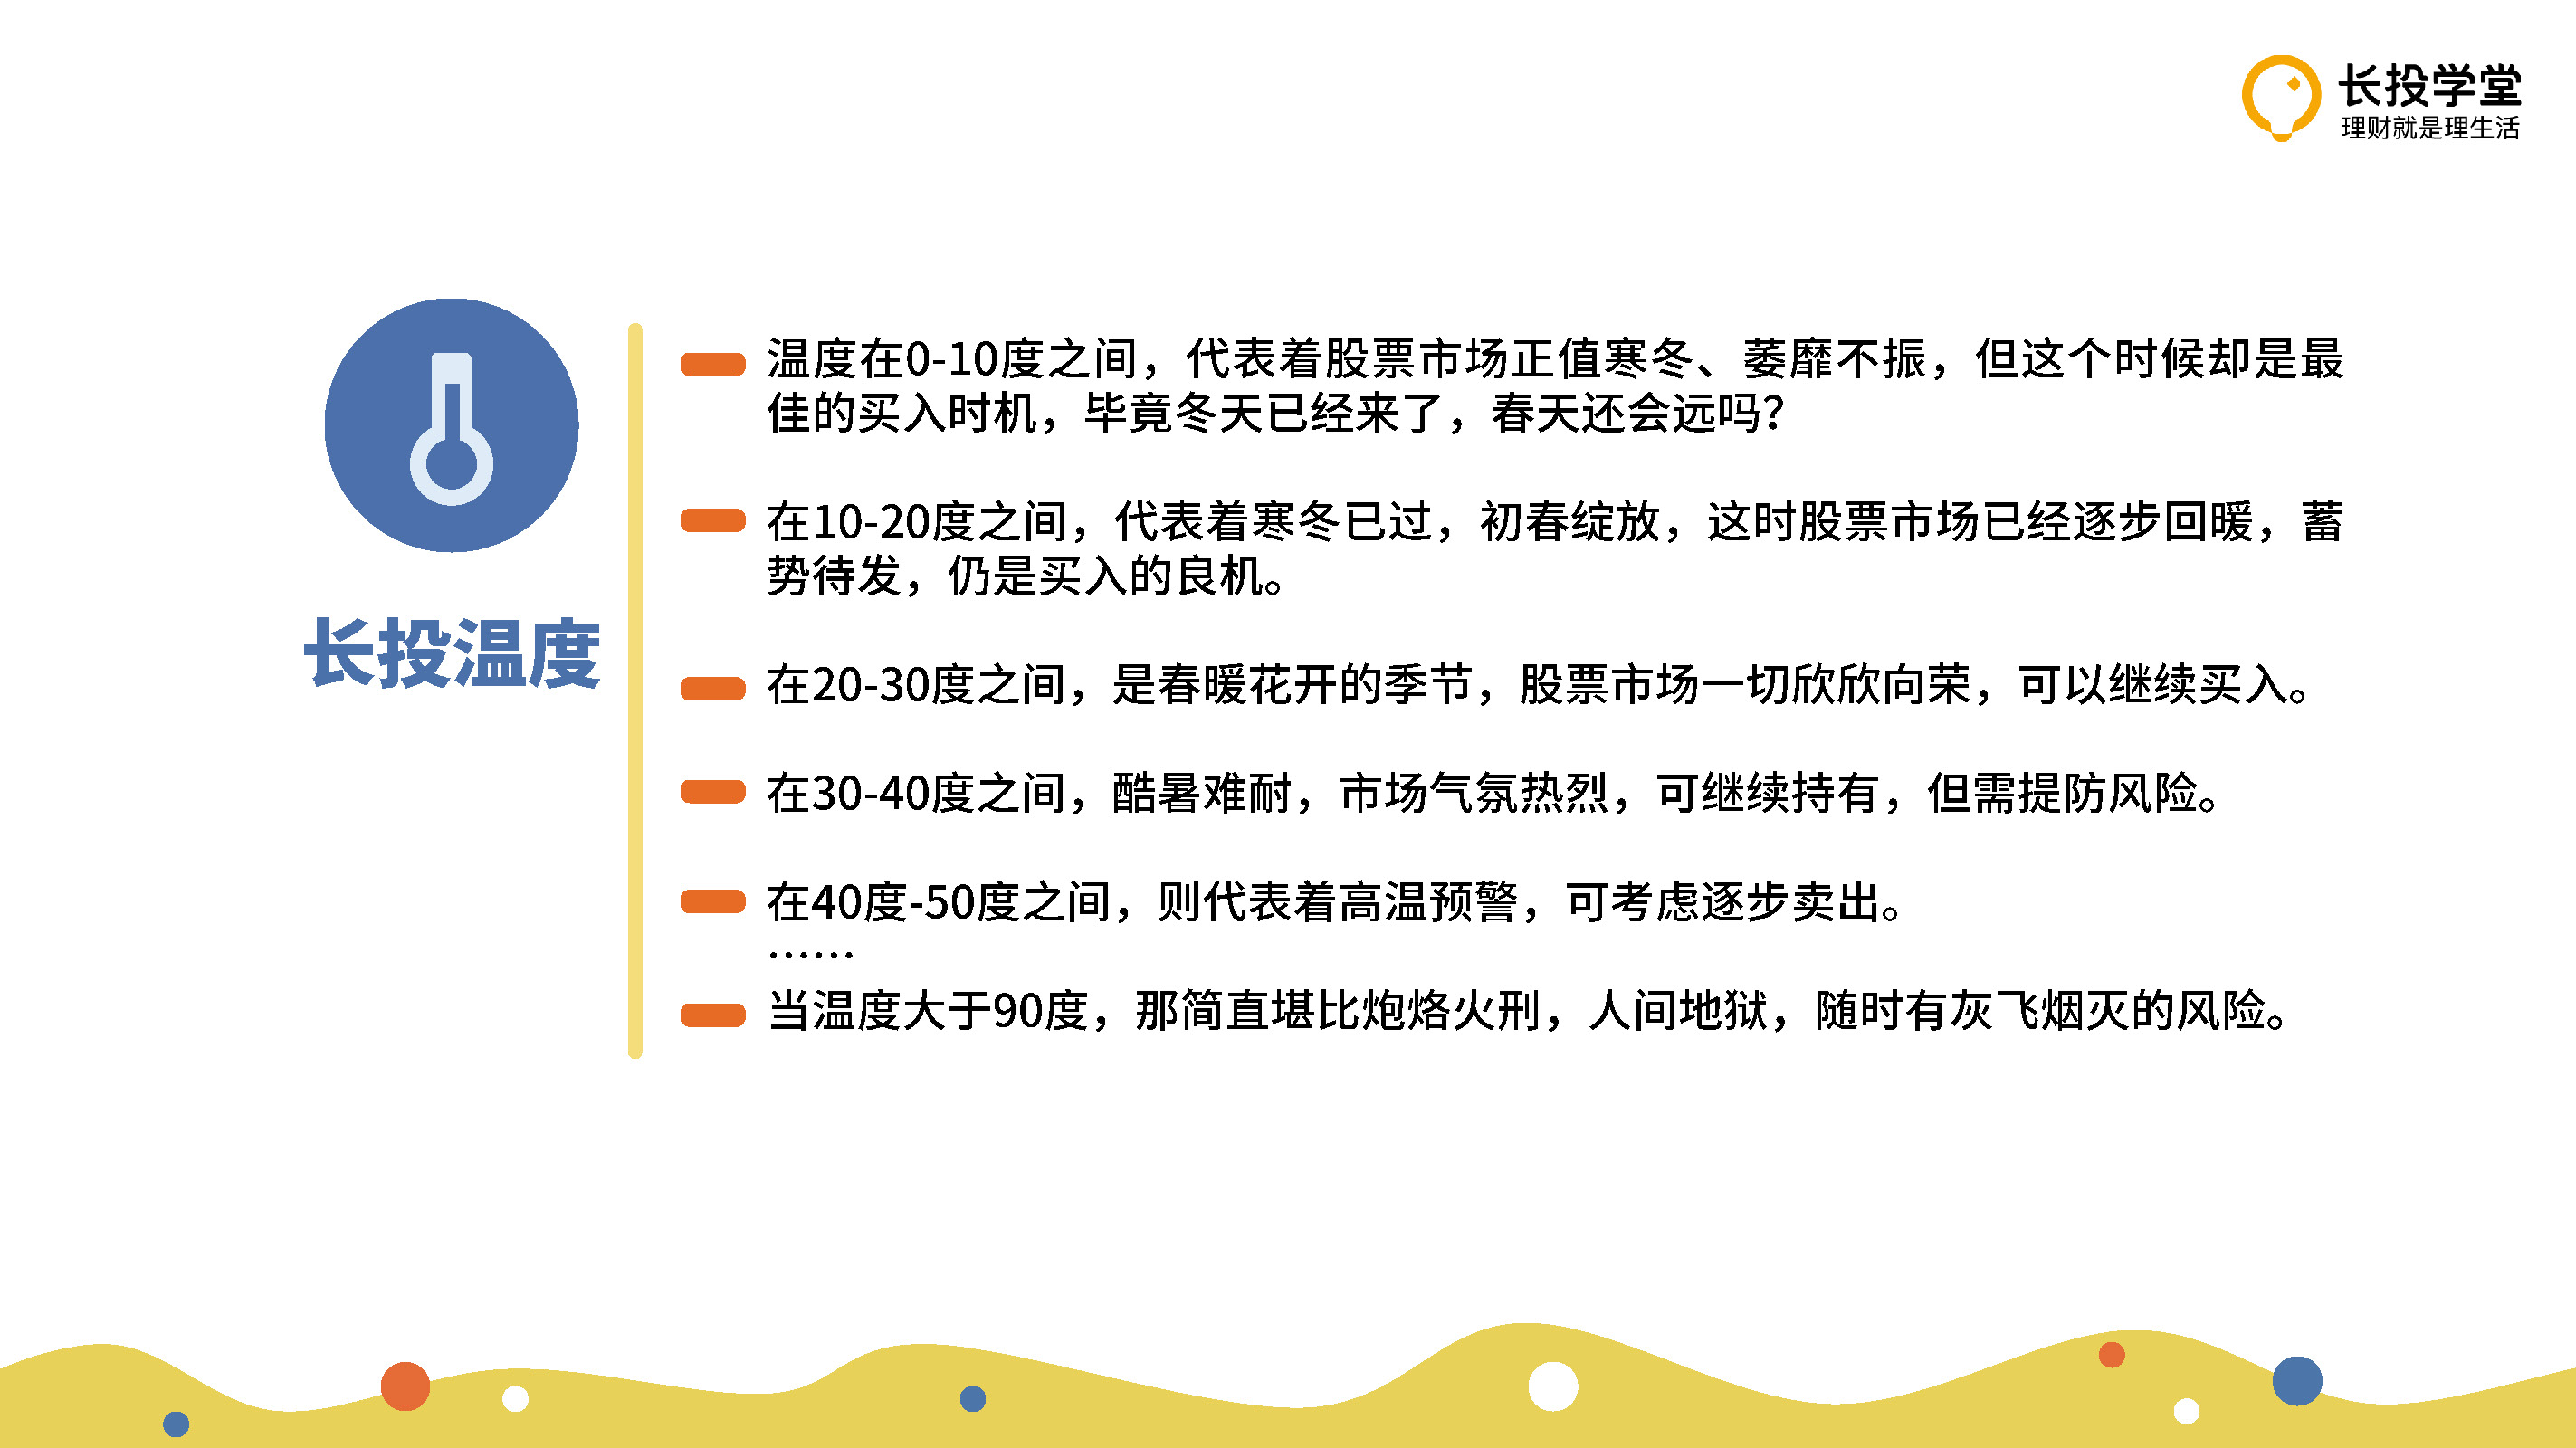 长投学堂
理财就是理生活
长投温度
温度在0-10度之间，代表着股票市场正值寒冬、萎靡不振，但这个时候却是最
佳的买入时机，毕竟冬天已经来了，春天还会远吗？
在10-20度之间，代表着寒冬已过，初春绽放，这时股票市场已经逐步回暖，蓄
势待发，仍是买入的良机。
在20-30度之间，是春暖花开的季节，股票市场一切欣欣向荣，可以继续买入。
在30-40度之间，酷暑难耐，市场气氛热烈，可继续持有，但需提防风险。
在40度-50度之间，则代表着高温预警，可考虑逐步卖出。
……
当温度大于90度，那简直堪比炮烙火刑，人间地狱，随时有灰飞烟灭的风险。